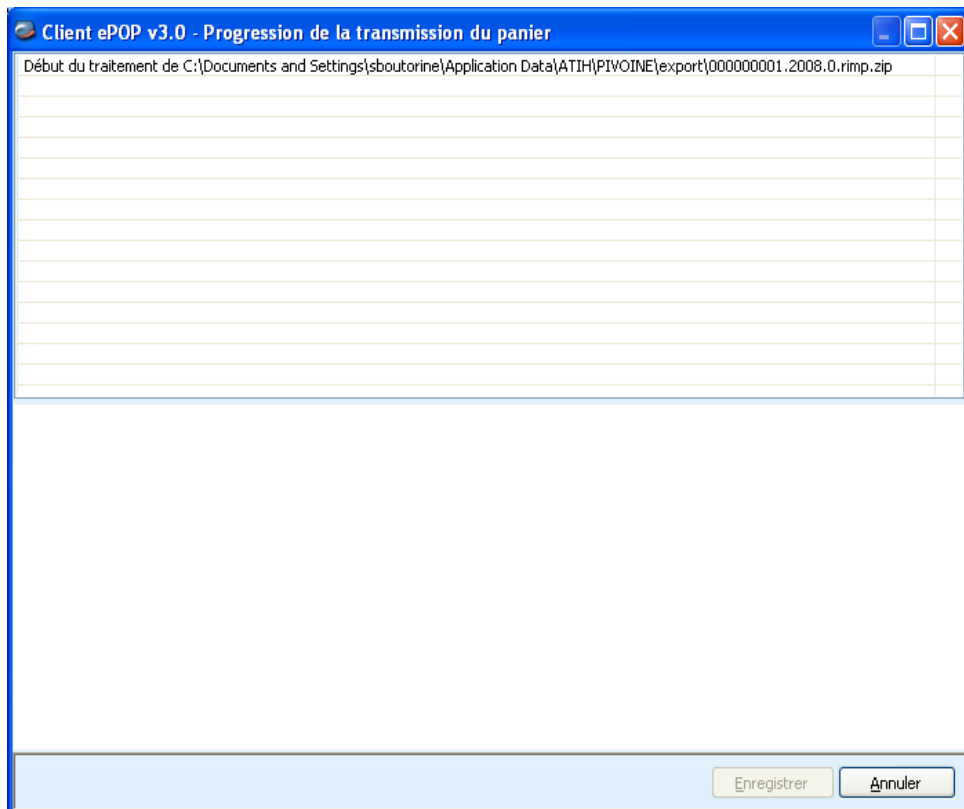 Client ePOP v3.0 - Progression de la transmission du panier
Début du traitement de C:\Documents and Settings\sboutorine\Application Data\ATIH\PIVOINE\export\000000001.2008.0.rimp.zip
Enregistrer
Annuler